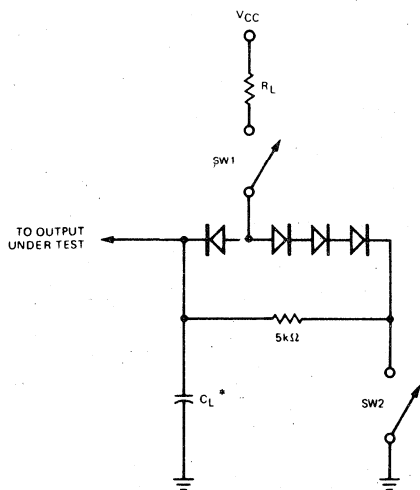 VCC
RL
SW1
TO OUTPUT
UNDER TEST
5kΩ
CL*
SW2